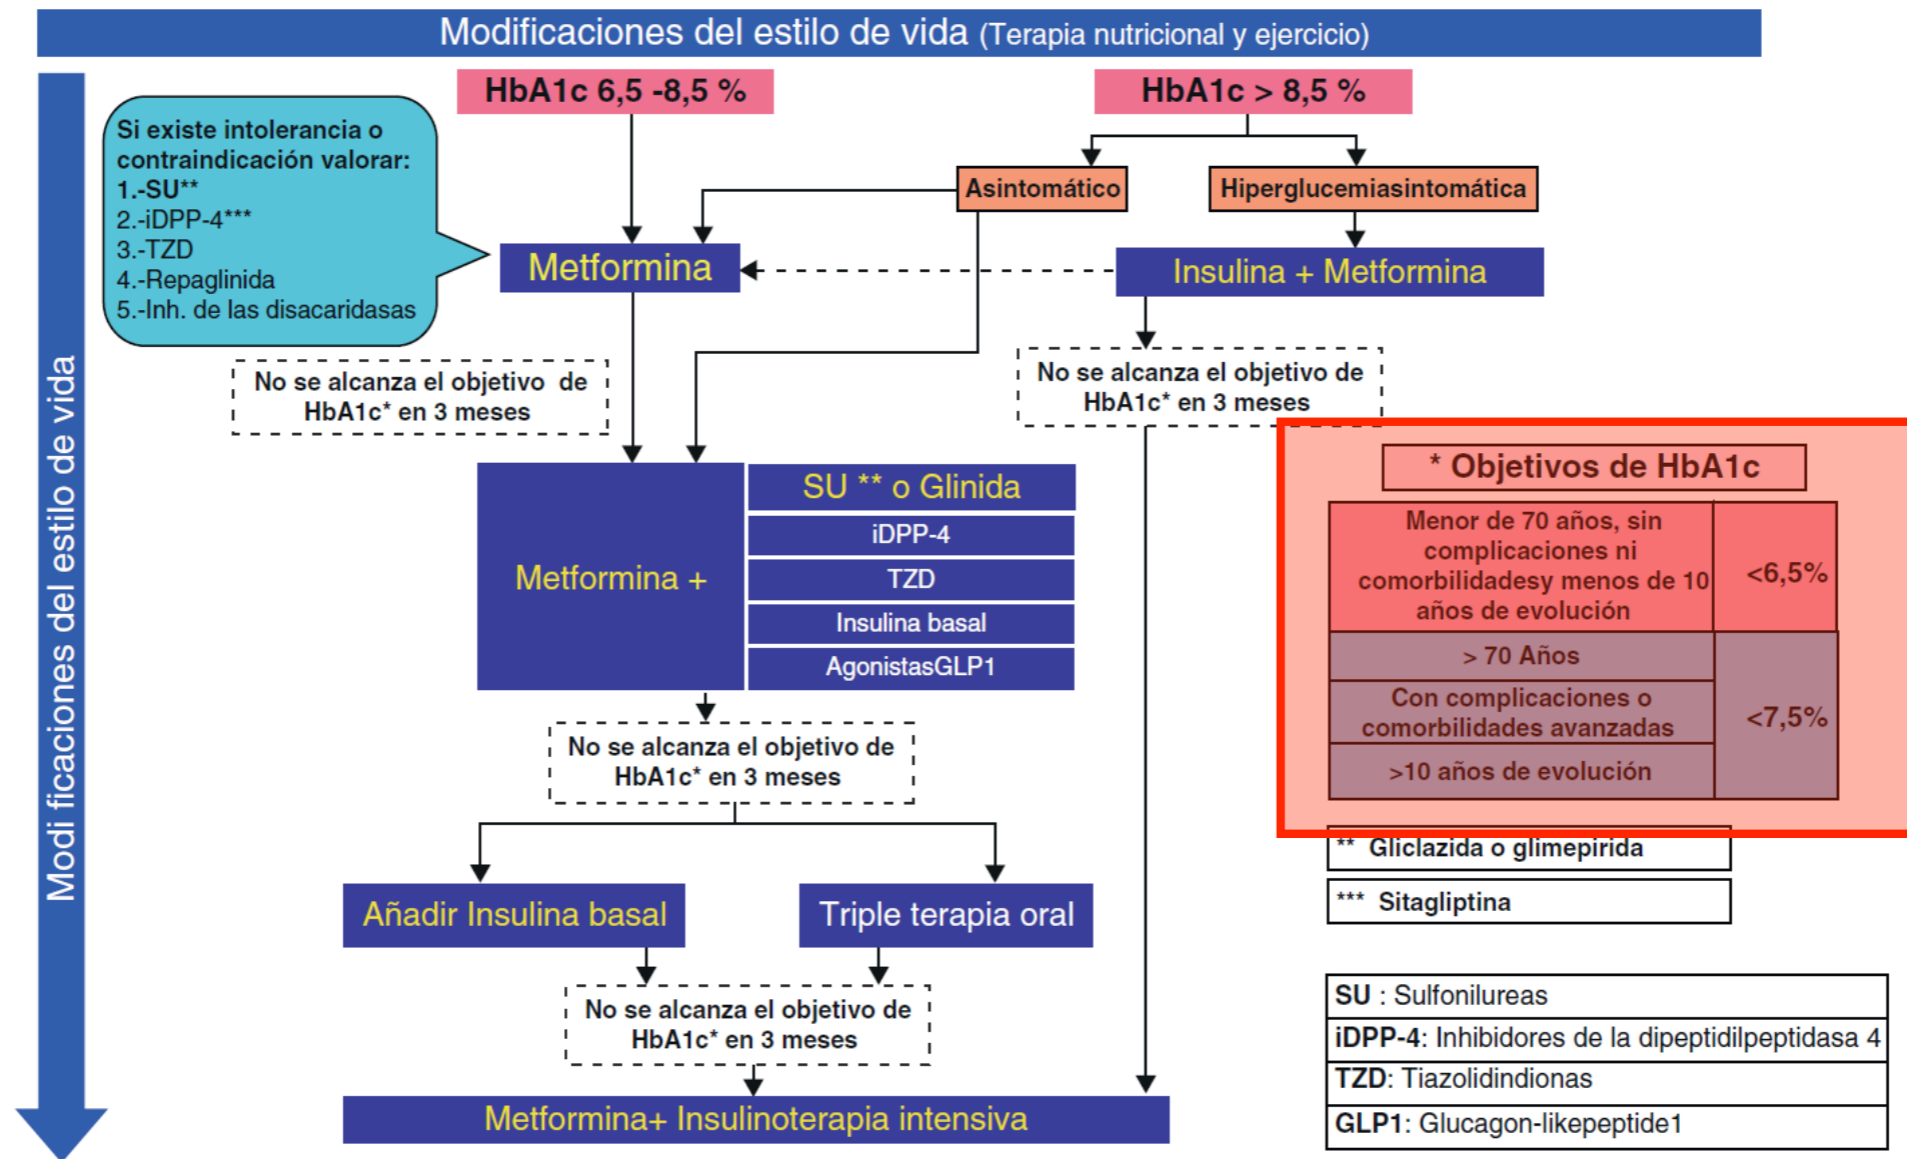 Modificaciones del estilo de vida (Terapia nutricional y ejercicio)
Modi ficaciones del estilo de vida
HbA1c 6,5 -8,5 %
HbA1c > 8,5 %
Si existe intolerancia o
contraindicación valorar:
1.-SU**
2.-iDPP-4***
3.-TZD
4.-Repaglinida
5.-Inh. de las disacaridasas
Asintomático
Hiperglucemiasintomática
Metformina
Insulina + Metformina
No se alcanza el objetivo de
HbA1c* en 3 meses
No se alcanza el objetivo de
HbA1c* en 3 meses
Metformina +
SU ** o Glinida
iDPP-4
TZD
Insulina basal
AgonistasGLP1
* Objetivos de HbA1c
Menor de 70 años, sin
complicaciones ni
comorbilidadesy menos de 10
años de evolución
<6,5%
> 70 Años
Con complicaciones o
comorbilidades avanzadas
>10 años de evolución
<7,5%
No se alcanza el objetivo de
HbA1c* en 3 meses
** Gliclazida o glimepirida
*** Sitagliptina
Añadir Insulina basal
Triple terapia oral
No se alcanza el objetivo de
HbA1c* en 3 meses
Metformina+ Insulinoterapia intensiva
SU : Sulfonilureas
iDPP-4: Inhibidores de la dipeptidilpeptidasa 4
TZD: Tiazolidindionas
GLP1: Glucagon-likepeptide1